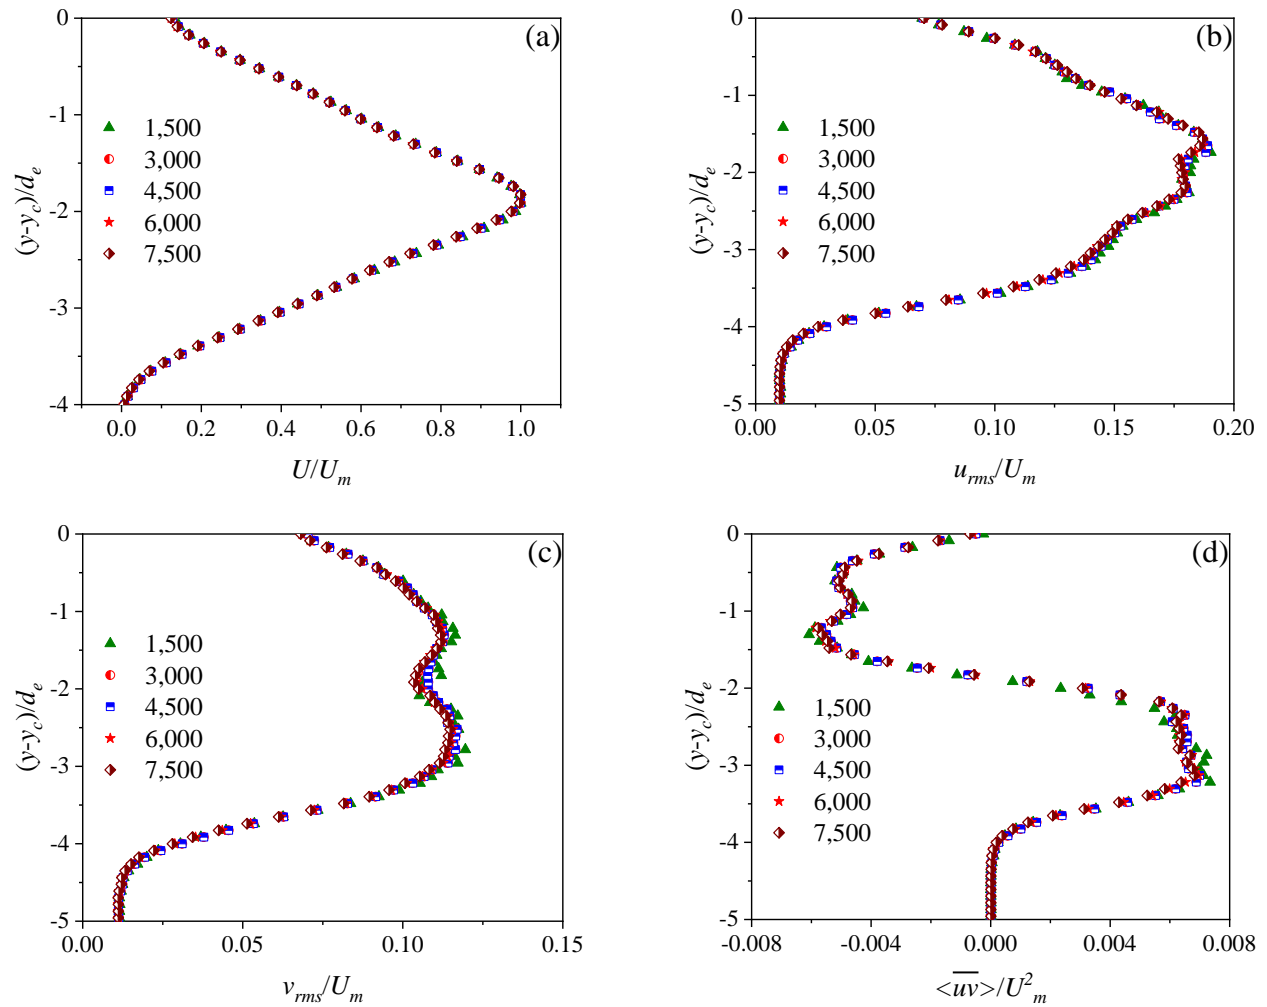 (a)
0
-1
-2
-3
-4
(y-y_c)/d_e
1,500
3,000
4,500
6,000
7,500
0.0 0.2 0.4 0.6 0.8 1.0
U/U_m
(b)
0
-1
-2
-3
-4
-5
(y-y_c)/d_e
1,500
3,000
4,500
6,000
7,500
0.00 0.05 0.10 0.15 0.20
u_rms/U_m
(c)
0
-1
-2
-3
-4
-5
(y-y_c)/d_e
1,500
3,000
4,500
6,000
7,500
0.00 0.05 0.10 0.15
v_rms/U_m
(d)
0
-1
-2
-3
-4
-5
(y-y_c)/d_e
1,500
3,000
4,500
6,000
7,500
-0.008 -0.004 0.000 0.004 0.008
<u̅v̅>/U²_m